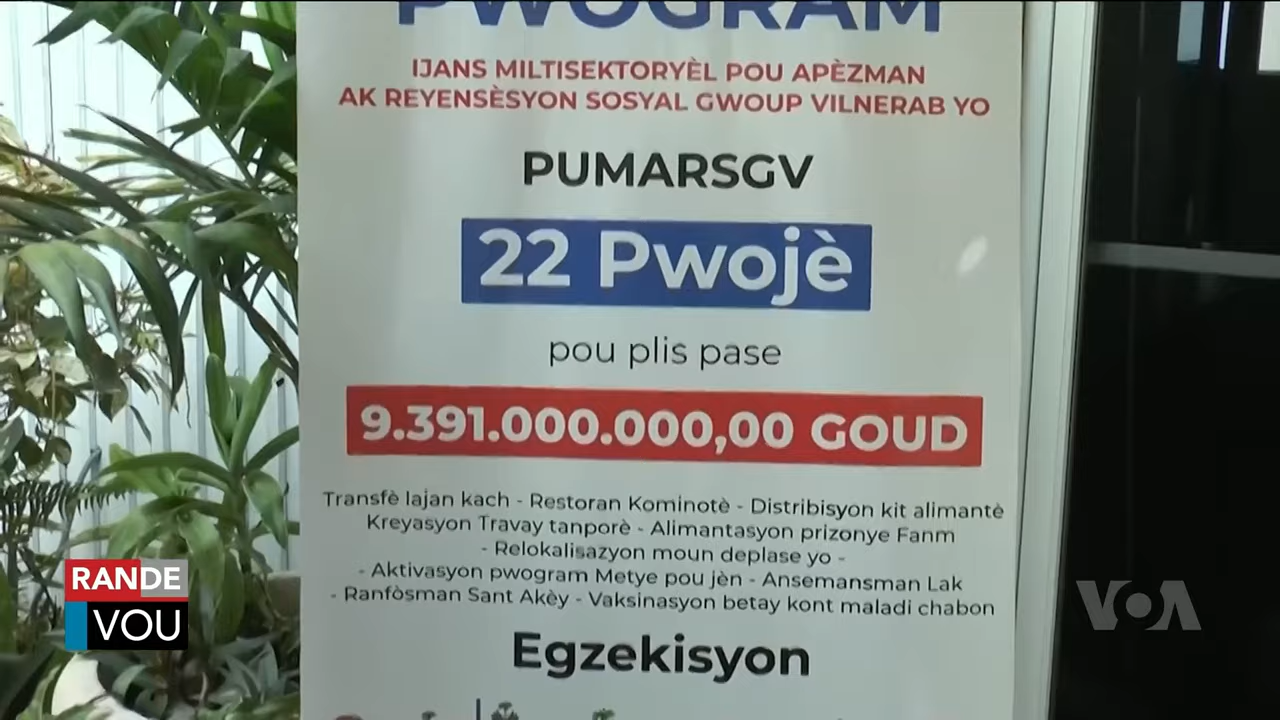 PWOGRAM
IJANS MILTISEKTORYÈL POU APÈZMAN
AK REYENSÈSYON SOSYAL GWOUP VILNERAB YO
PUMARSGV
22 Pwojè
pou plis pase
9.391.000.000,00 GOUD
Transfè lajan kach - Restoran Kominotè - Distribisyon kit alimantè
Kreyasyon Travay tanporè - Alimantasyon prizonye Fanm
- Relokalisazyon moun deplase yo -
- Aktivasyon pwogram Metye pou jèn - Ansemansman Lak
- Ranfòsman Sant Akèy - Vaksinasyon betay kont maladi chabon
Egzekisyon
RANDE
VOU
VOA